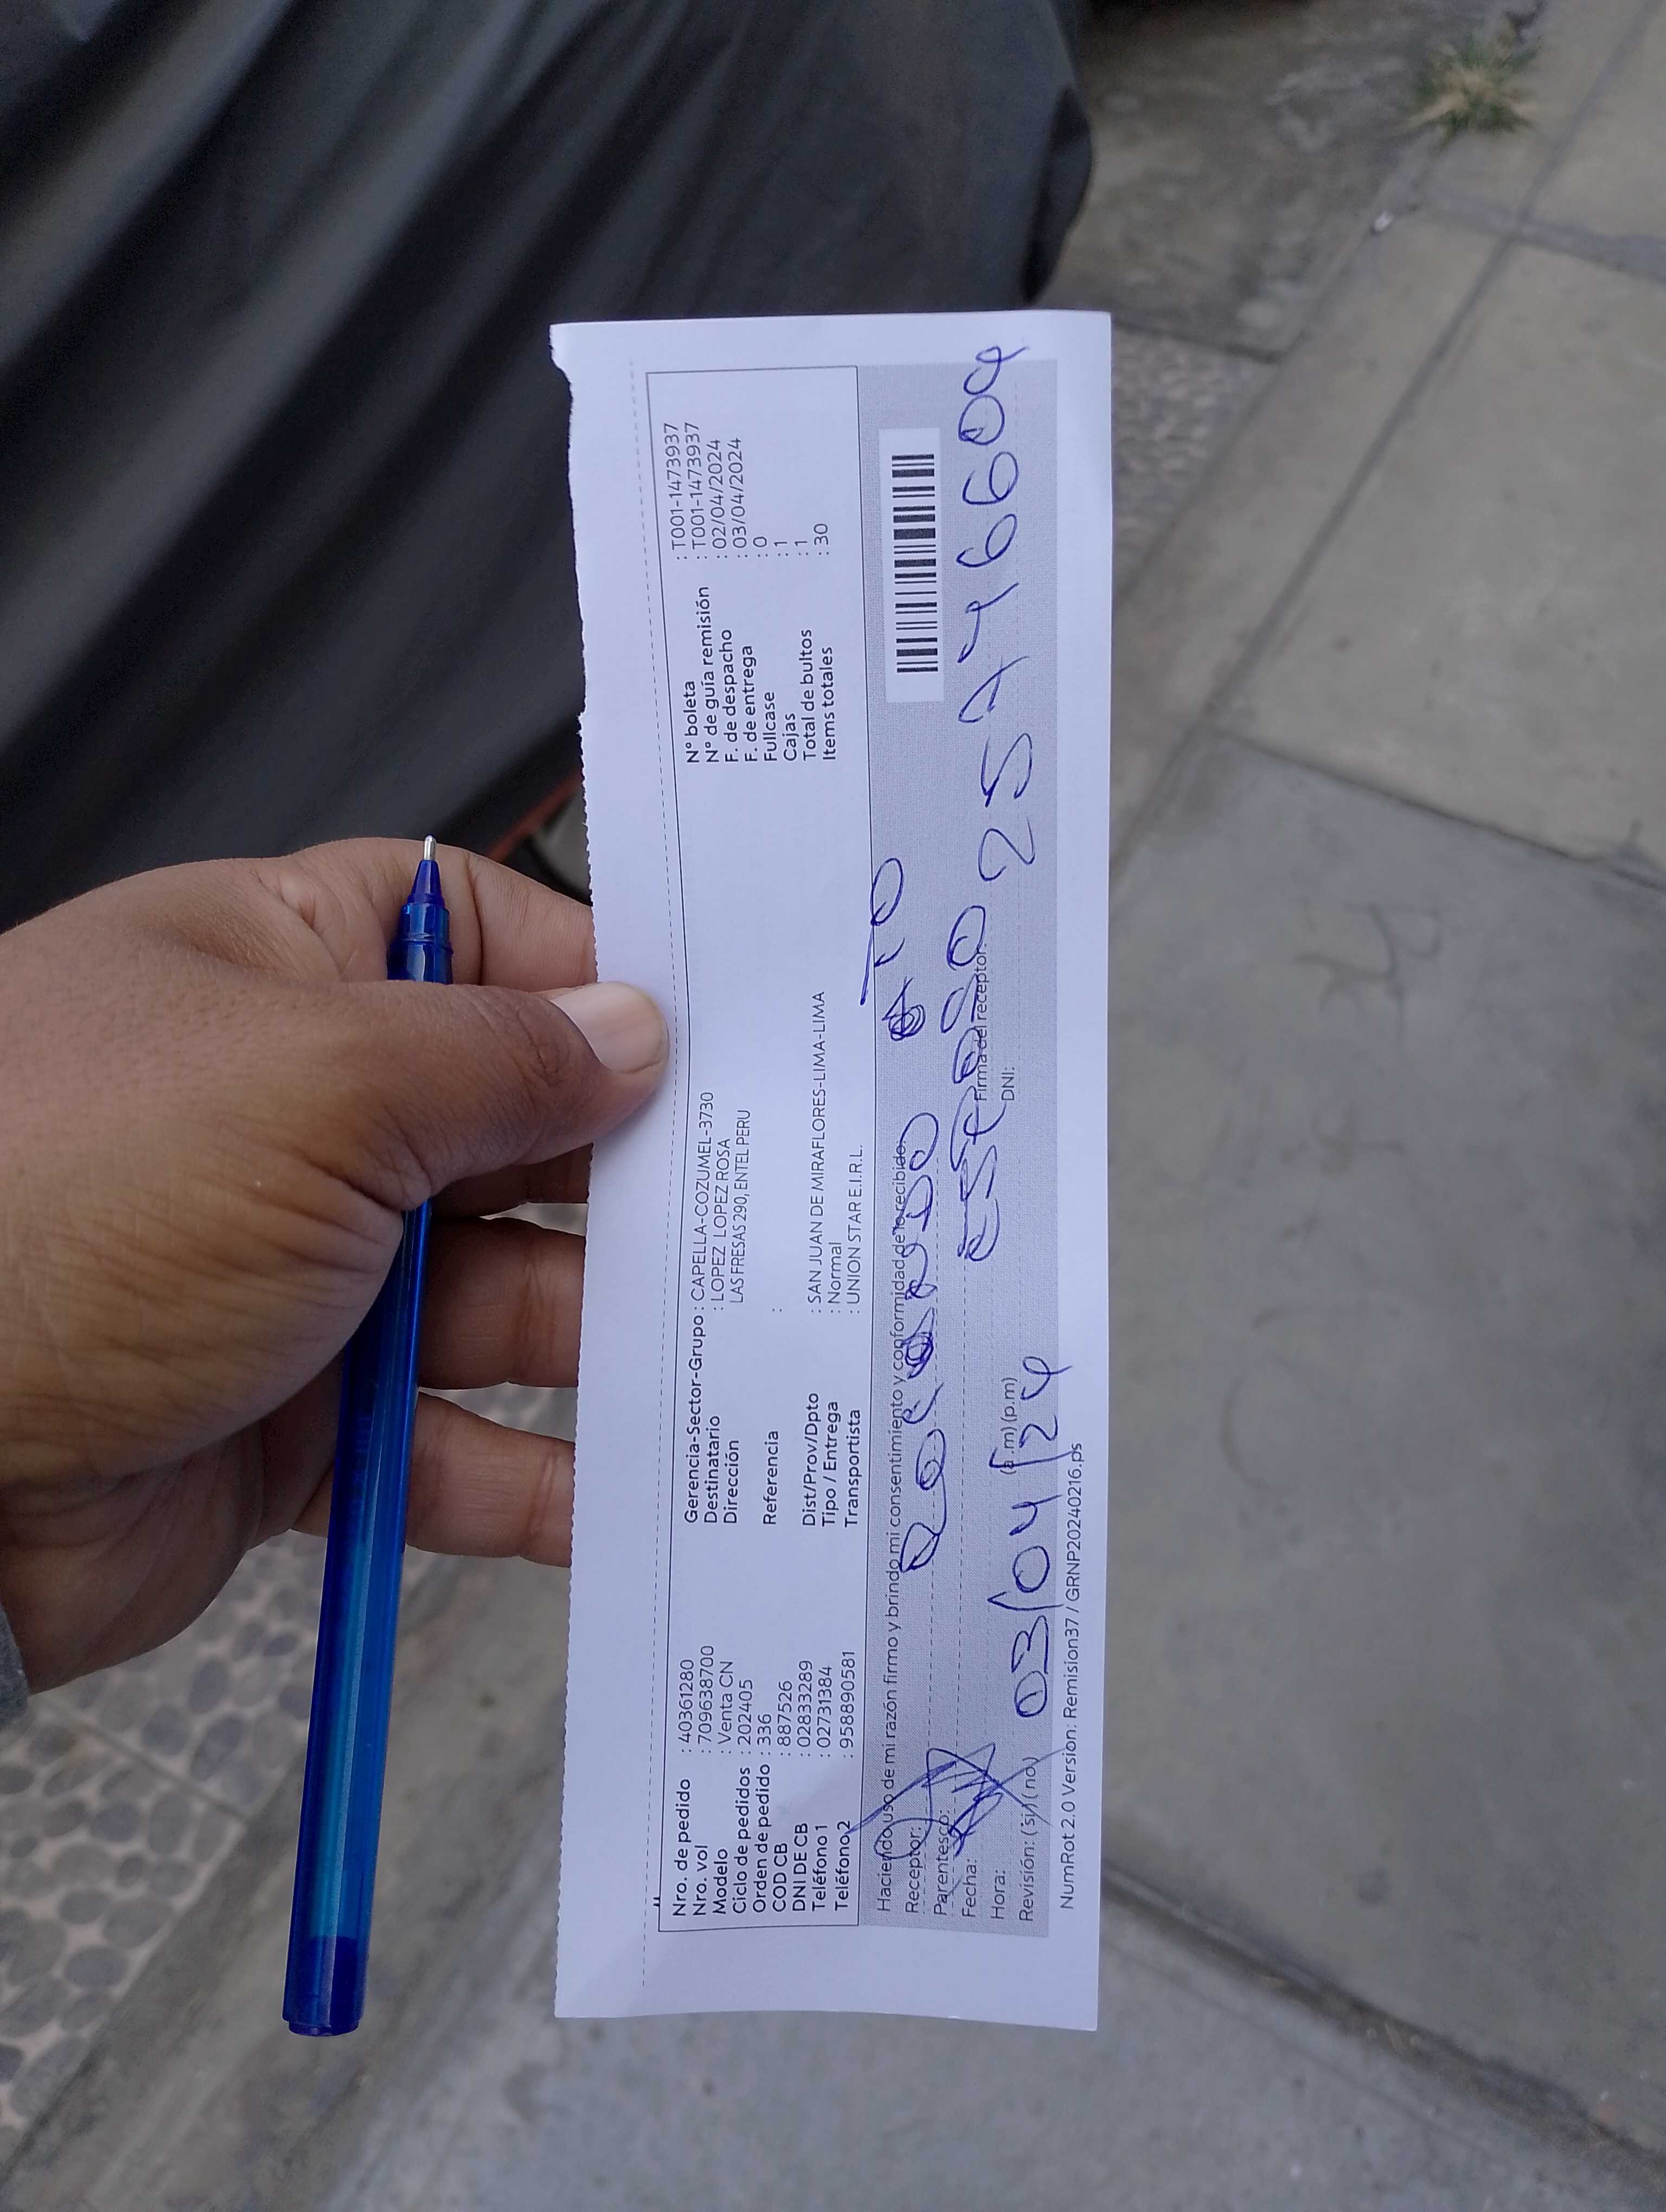 Nro. de pedido : 40361280
Nro. vol : 709638700
Modelo : Venta CN
Ciclo de pedidos : 202405
Orden de pedido : 336
COD CB : 887526
DNI DE CB : 02833289
Teléfono1 : 02731384
Teléfono2 : 958890581
Gerencia-Sector-Grupo : CAPELLA-COZUMEL-3730
Destinatario : LOPEZ LOPEZ ROSA
Dirección LAS FRESAS 290, ENTEL PERU
Referencia :
Dist/Prov/Dpto : SAN JUAN DE MIRAFLORES-LIMA-LIMA
Tipo / Entrega : Normal
Transportista : UNION STAR E.I.R.L.
N° boleta : T001-1473937
N° de guía remisión : T001-1473937
F. de despacho : 02/04/2024
F. de entrega : 03/04/2024
Fullcase : 0
Cajas : 1
Total de bultos : 1
Items totales : 30
Haciendo uso de mi razón firmo y brindo mi consentimiento y conformidad de lo recibido.
Receptor:
Parentesco:
Fecha:
Hora: (a.m)(p.m)
03/04/24
Revisión: (si) (no)
ESPOSO
Firma del receptor
DNI:
NumRot 2.0 Version: Remision37 / GRNP20240216.ps